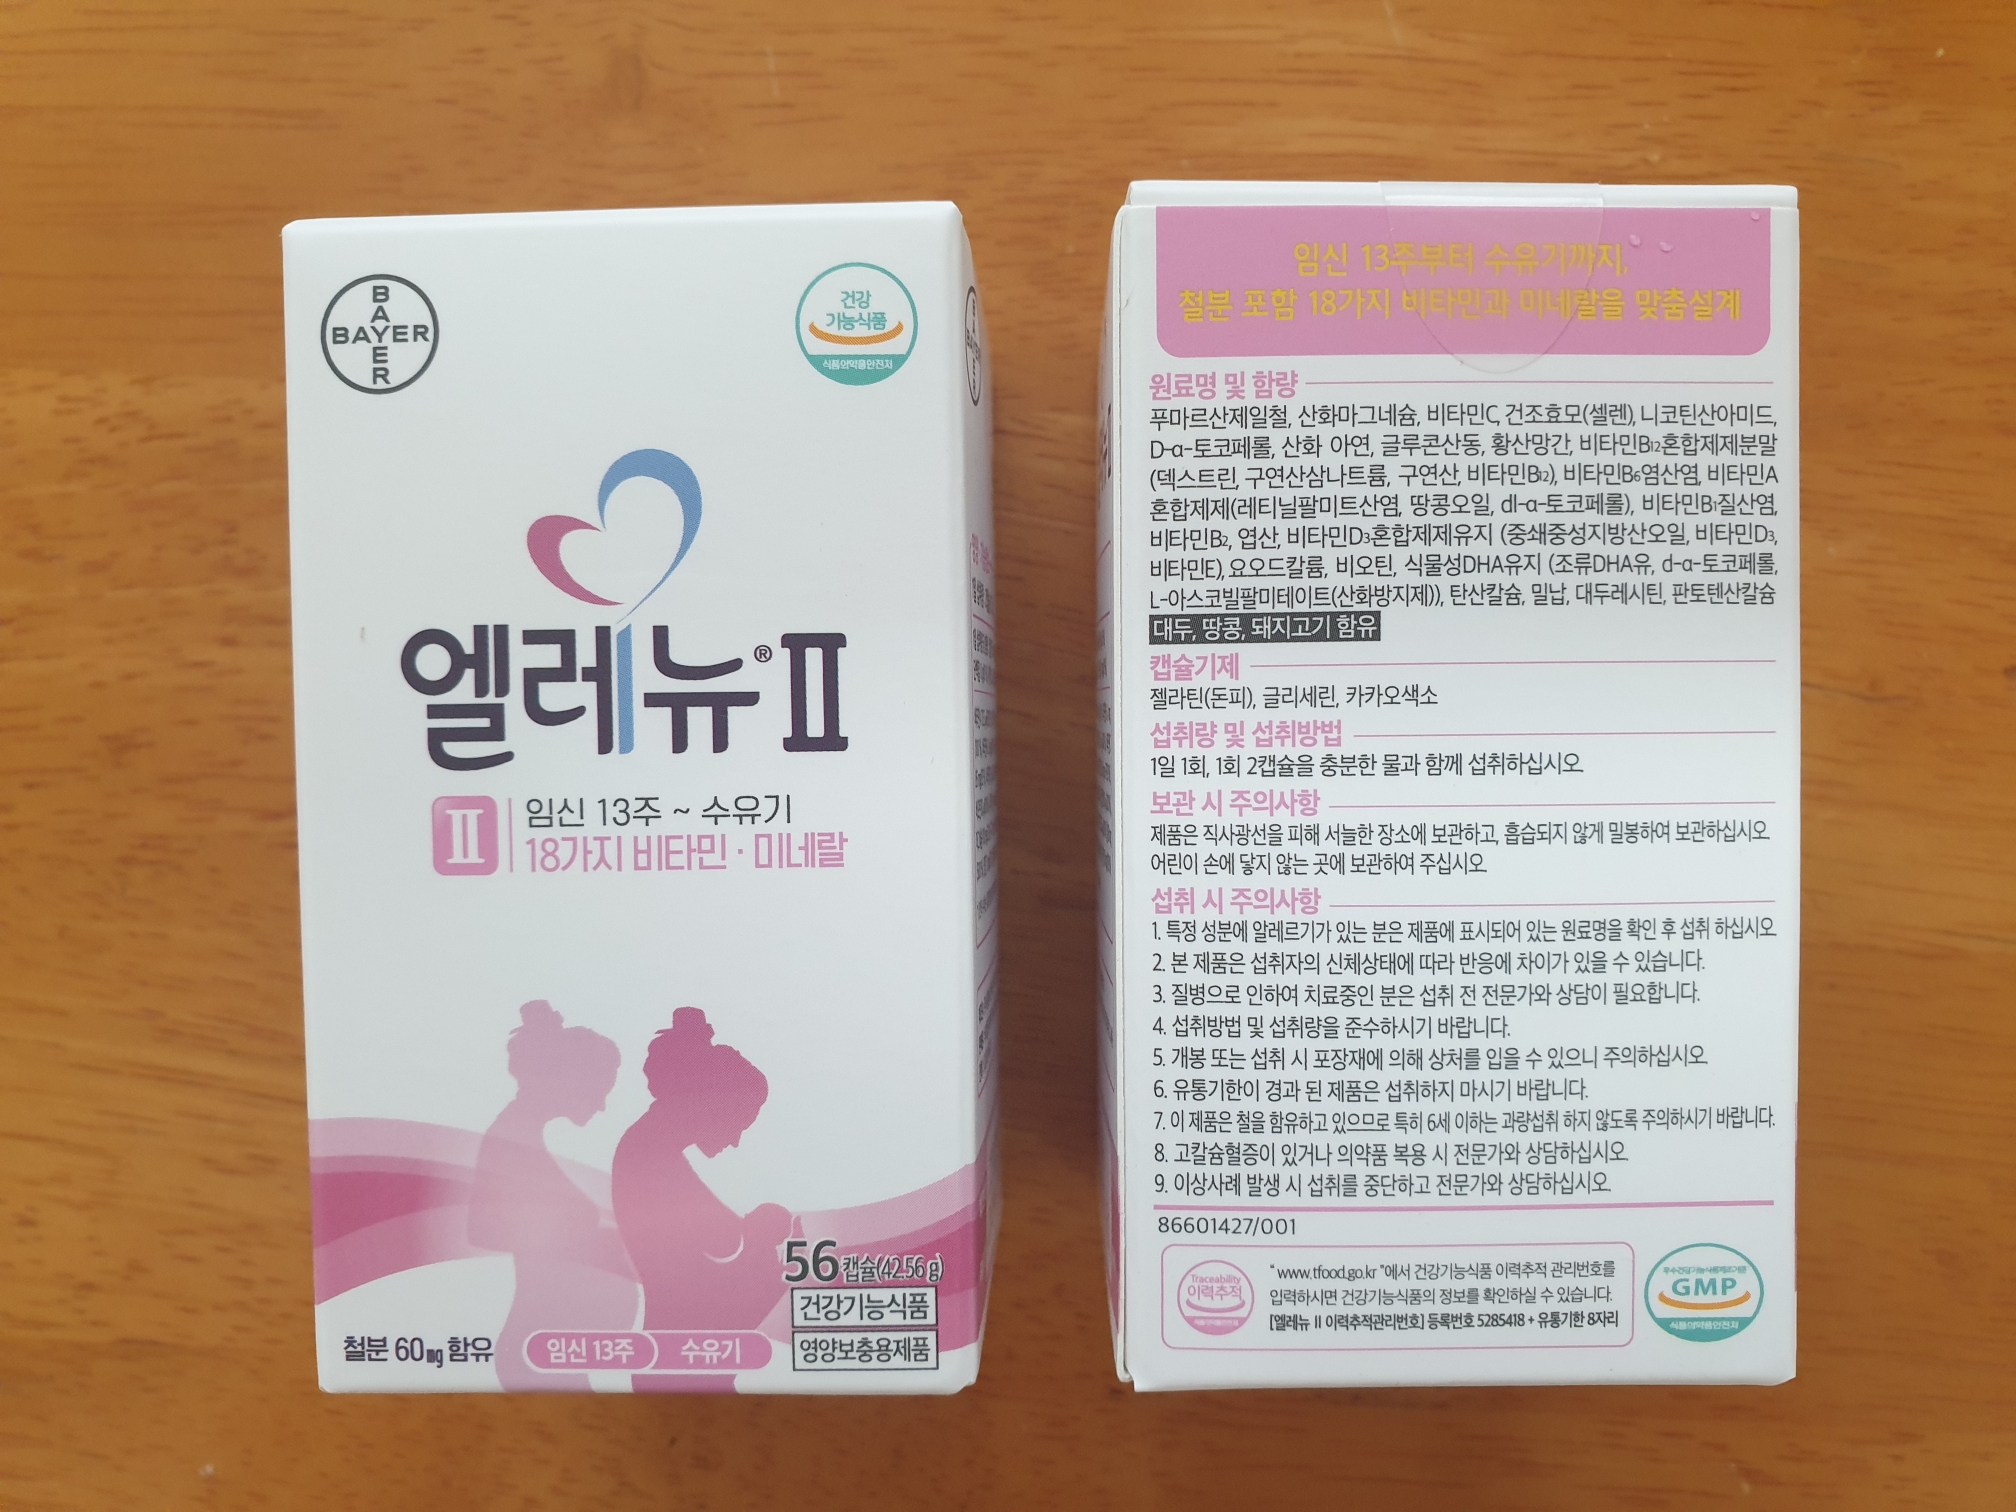 BAYER
BAYER
건강
기능식품
식품의약품안전처
엘레뉴® II
II
임신 13주 ~ 수유기
18가지 비타민 · 미네랄
56캡슐(42.56 g)
건강기능식품
영양보충용제품
철분 60㎎ 함유
임신 13주
수유기
임신 13주부터 수유기까지,
철분 포함 18가지 비타민과 미네랄을 맞춤설계
원료명 및 함량
푸마르산제일철, 산화마그네슘, 비타민C, 건조효모(셀렌), 니코틴산아미드,
D-α-토코페롤, 산화 아연, 글루콘산동, 황산망간, 비타민B12혼합제제분말
(덱스트린, 구연산삼나트륨, 구연산, 비타민B12), 비타민B6염산염, 비타민A
혼합제제(레티닐팔미트산염, 땅콩오일, dl-α-토코페롤), 비타민B1질산염,
비타민B2, 엽산, 비타민D3혼합제제유지 (중쇄중성지방산오일, 비타민D3,
비타민E), 요오드칼륨, 비오틴, 식물성DHA유지 (조류DHA유, d-α-토코페롤,
L-아스코빌팔미테이트(산화방지제)), 탄산칼슘, 밀납, 대두레시틴, 판토텐산칼슘
대두, 땅콩, 돼지고기 함유
캡슐기제
젤라틴(돈피), 글리세린, 카카오색소
섭취량 및 섭취방법
1일 1회, 1회 2캡슐을 충분한 물과 함께 섭취하십시오.
보관 시 주의사항
제품은 직사광선을 피해 서늘한 장소에 보관하고, 흡습되지 않게 밀봉하여 보관하십시오.
어린이 손에 닿지 않는 곳에 보관하여 주십시오.
섭취 시 주의사항
1. 특정 성분에 알레르기가 있는 분은 제품에 표시되어 있는 원료명을 확인 후 섭취 하십시오.
2. 본 제품은 섭취자의 신체상태에 따라 반응에 차이가 있을 수 있습니다.
3. 질병으로 인하여 치료중인 분은 섭취 전 전문가와 상담이 필요합니다.
4. 섭취방법 및 섭취량을 준수하시기 바랍니다.
5. 개봉 또는 섭취 시 포장재에 의해 상처를 입을 수 있으니 주의하십시오.
6. 유통기한이 경과 된 제품은 섭취하지 마시기 바랍니다.
7. 이 제품은 철을 함유하고 있으므로 특히 6세 이하는 과량섭취 하지 않도록 주의하시기 바랍니다.
8. 고칼슘혈증이 있거나 의약품 복용 시 전문가와 상담하십시오.
9. 이상사례 발생 시 섭취를 중단하고 전문가와 상담하십시오.
86601427/001
Traceability
이력추적
식품의약품안전처
“ www.tfood.go.kr ”에서 건강기능식품 이력추적 관리번호를
입력하시면 건강기능식품의 정보를 확인하실 수 있습니다.
[엘레뉴 II 이력추적관리번호] 등록번호 5285418 + 유통기한 8자리
우수건강기능식품제조기준
GMP
식품의약품안전처